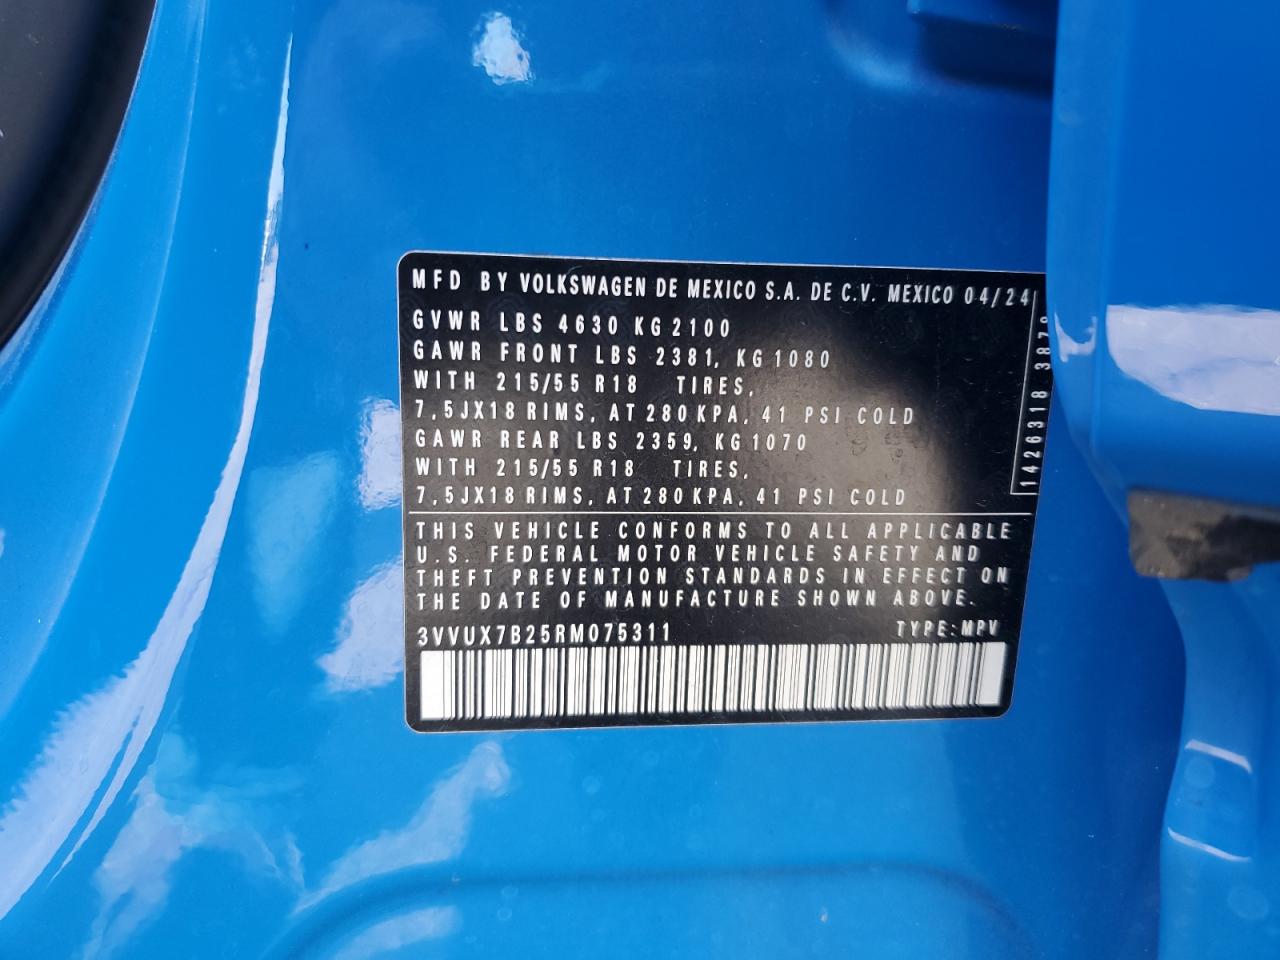 MFD BY VOLKSWAGEN DE MEXICO S.A. DE C.V. MEXICO 04/24
GVWR LBS 4630 KG 2100
GAWR FRONT LBS 2381, KG 1080
WITH 215/55 R18 TIRES,
7,5JX18 RIMS, AT 280 KPA, 41 PSI COLD
GAWR REAR LBS 2359, KG 1070
WITH 215/55 R18 TIRES,
7,5JX18 RIMS, AT 280 KPA, 41 PSI COLD
1426318
THIS VEHICLE CONFORMS TO ALL APPLICABLE
U.S. FEDERAL MOTOR VEHICLE SAFETY AND
THEFT PREVENTION STANDARDS IN EFFECT ON
THE DATE OF MANUFACTURE SHOWN ABOVE.
3VVUX7B25RM075311 TYPE:MPV